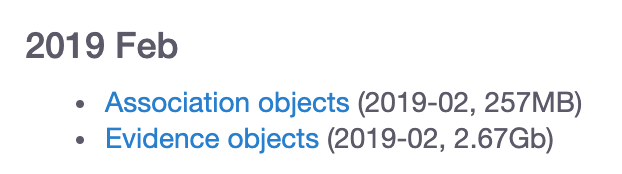 2019 Feb
• Association objects (2019-02, 257MB)
• Evidence objects (2019-02, 2.67Gb)